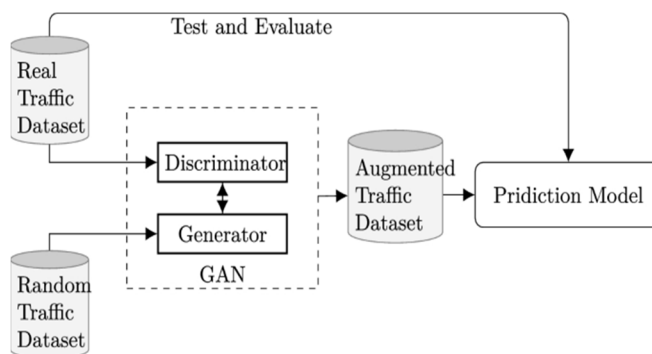 Test and Evaluate
Real
Traffic
Dataset
Discriminator
Generator
GAN
Augmented
Traffic
Dataset
Pridiction Model
Random
Traffic
Dataset